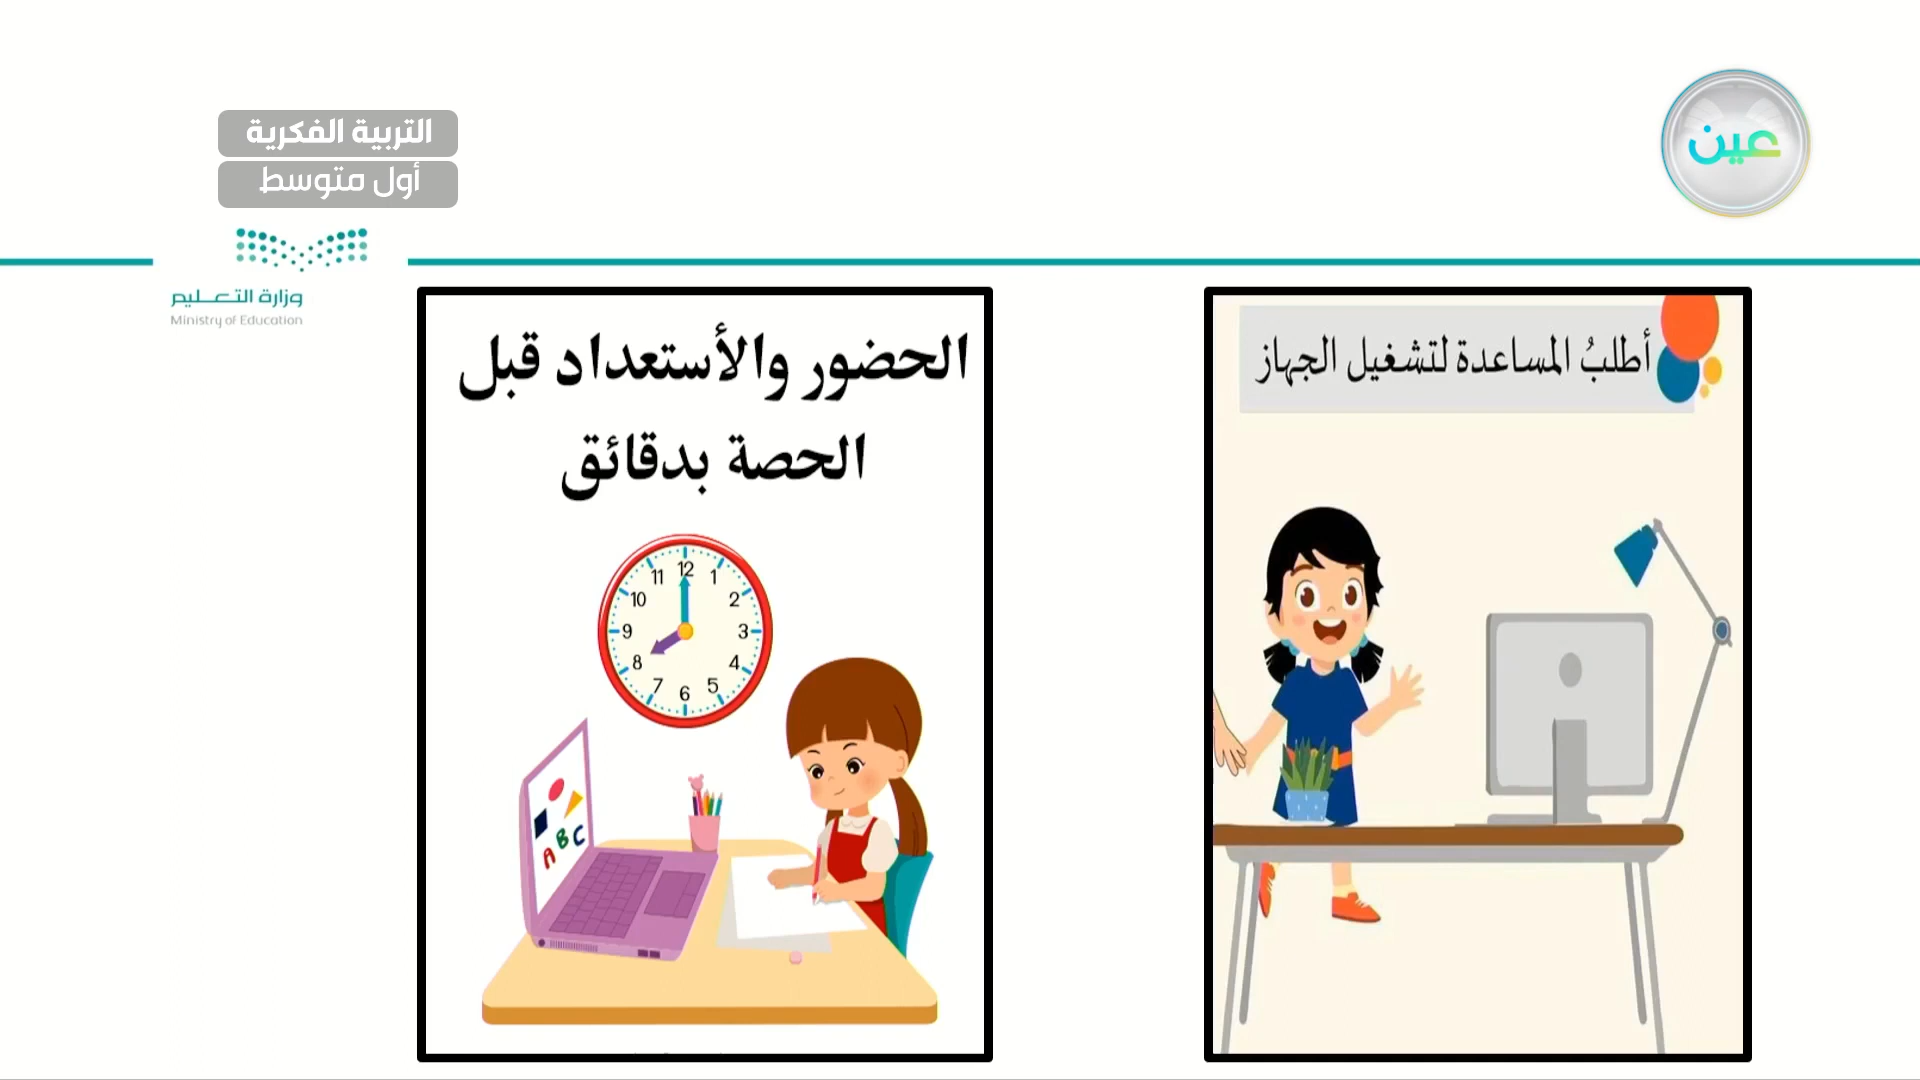 التربية الفكرية
أول متوسط
عين
وزارة التعليم
Ministry of Education
أطلبُ المساعدة لتشغيل الجهاز
الحضور والأستعداد قبل
الحصة بدقائق
12
1
2
3
4
5
6
7
8
9
10
11
A B C